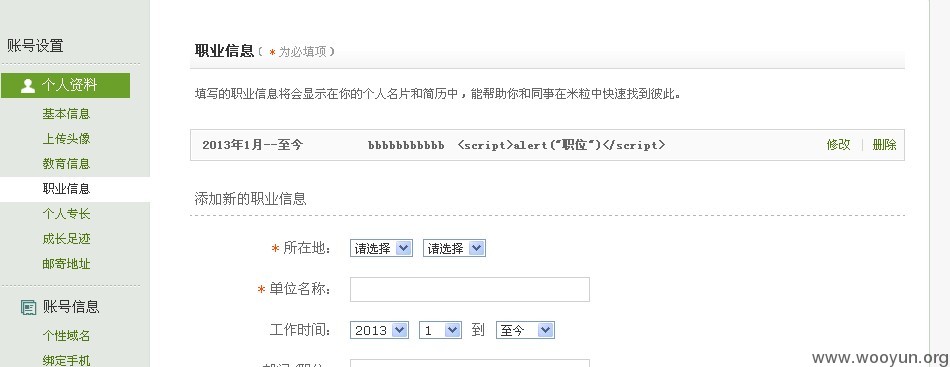 账号设置
个人资料
基本信息
上传头像
教育信息
职业信息
个人专长
成长足迹
邮寄地址
账号信息
个性域名
绑定手机
职业信息 ( * 为必填项 )
填写的职业信息将会显示在你的个人名片和简历中，能帮助你和同事在米粒中快速找到彼此。
2013年1月--至今 bbbbbbbbbbb <script>alert("职位")</script> 修改 | 删除
添加新的职业信息
* 所在地： 请选择 请选择
* 单位名称：
工作时间： 2013 1 到 至今
www.wooyun.org